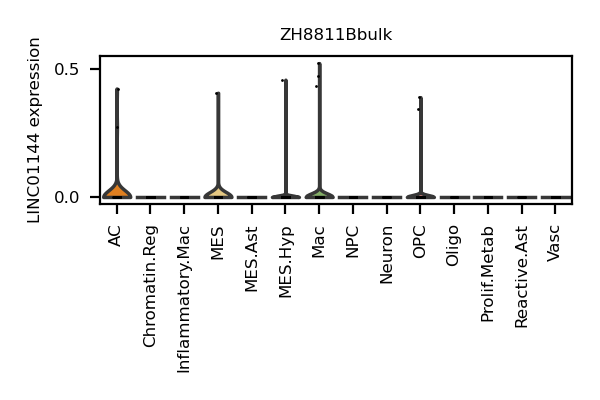 ZH8811Bbulk
LINC01144 expression
0.5
0.0
AC
Chromatin.Reg
Inflammatory.Mac
MES
MES.Ast
MES.Hyp
Mac
NPC
Neuron
OPC
Oligo
Prolif.Metab
Reactive.Ast
Vasc